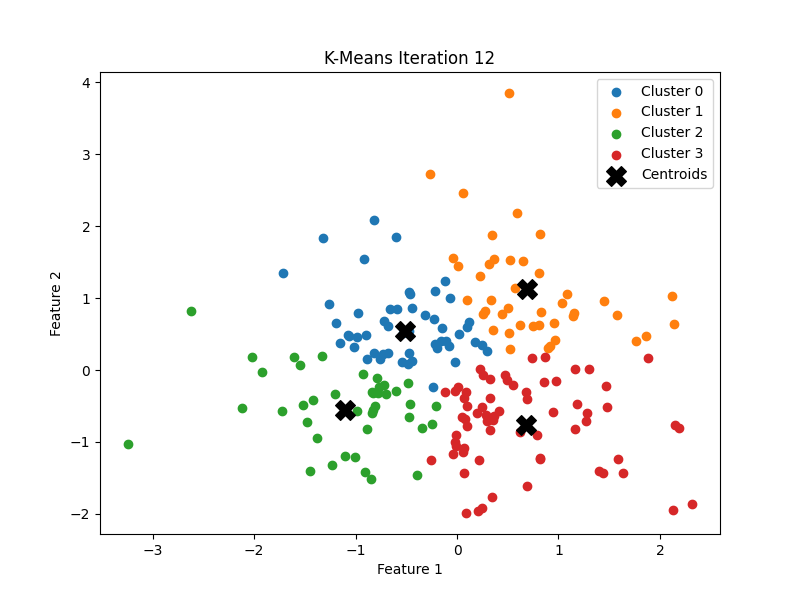 K-Means Iteration 12
Cluster 0
Cluster 1
Cluster 2
Cluster 3
Centroids
Feature 2
4
3
2
1
0
−1
−2
−3
−2
−1
0
1
2
Feature 1